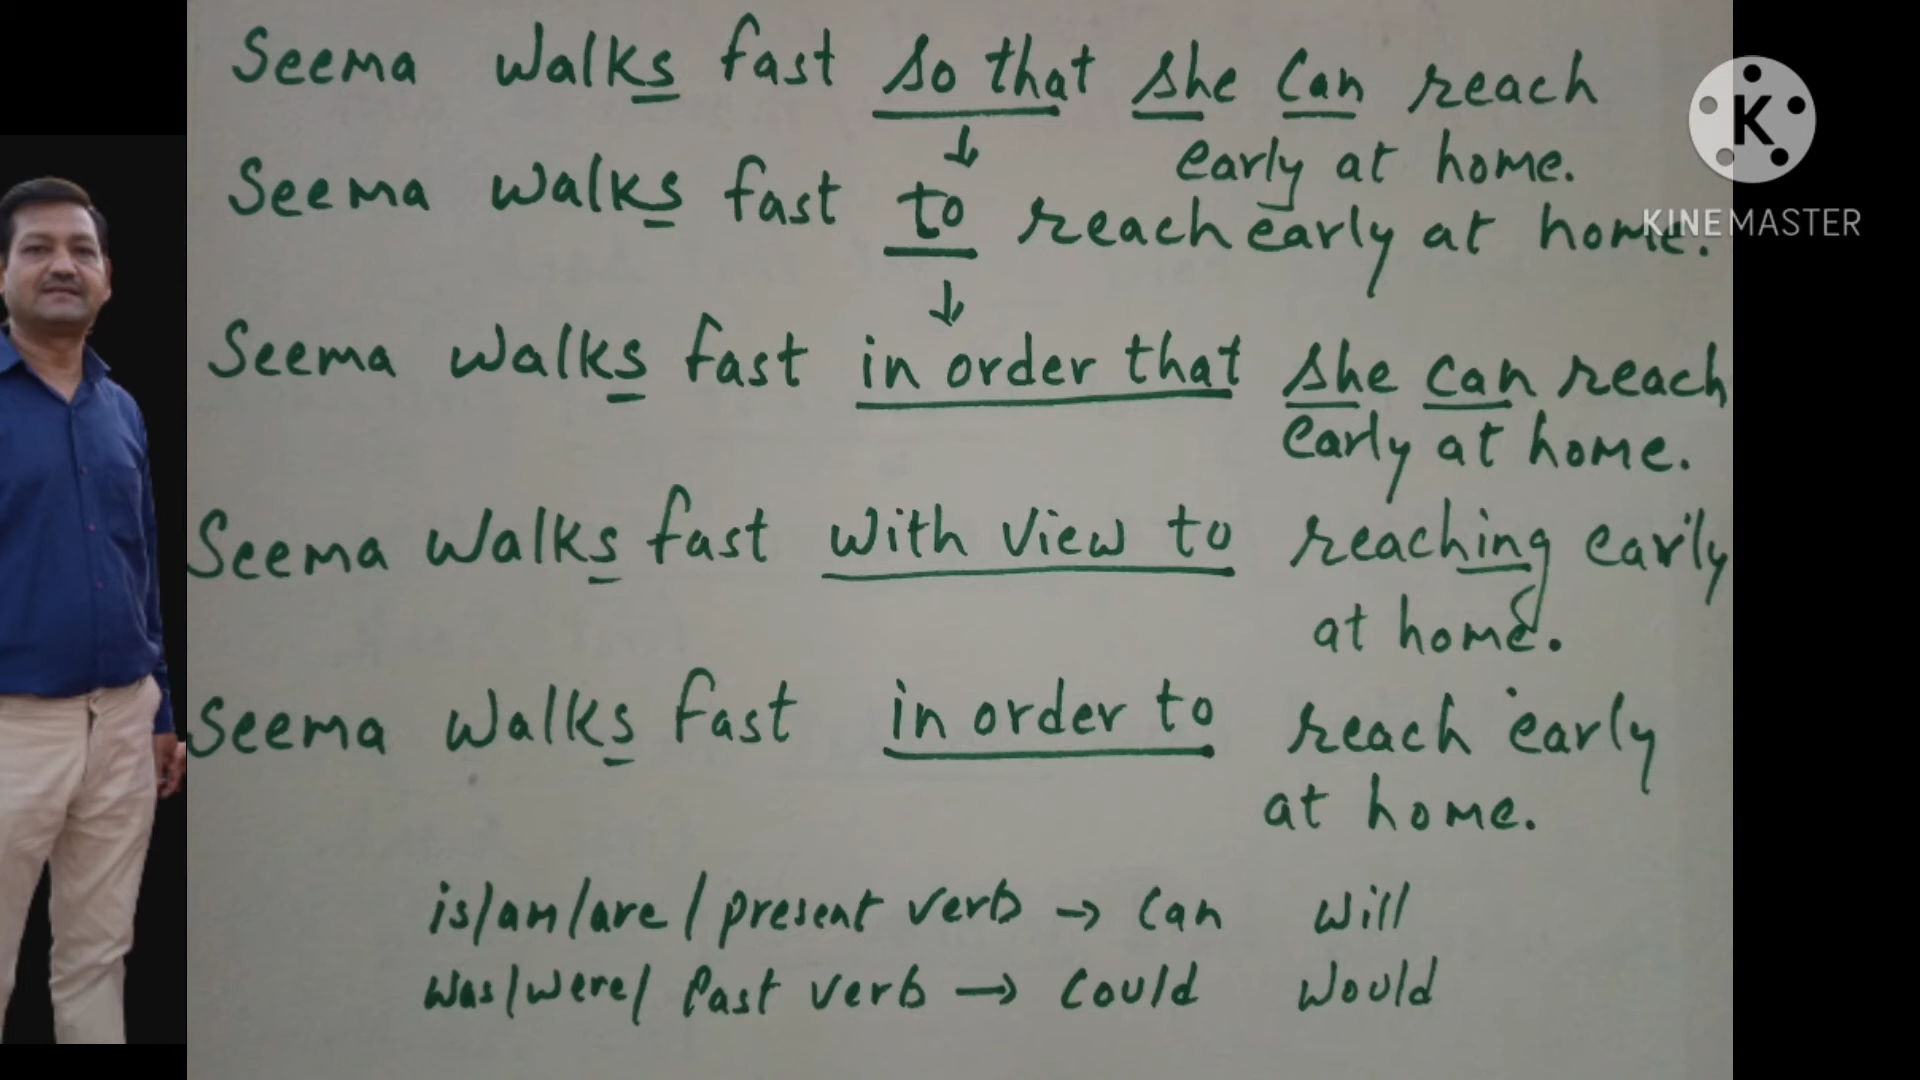 Seema walks fast so that she can reach
early at home.
Seema walks fast to reach early at home.
Seema walks fast in order that she can reach
early at home.
Seema walks fast with view to reaching early
at home.
Seema walks fast in order to reach early
at home.
is/am/are/present verb → can will
was/were/Past verb → could would
K
KINEMASTER